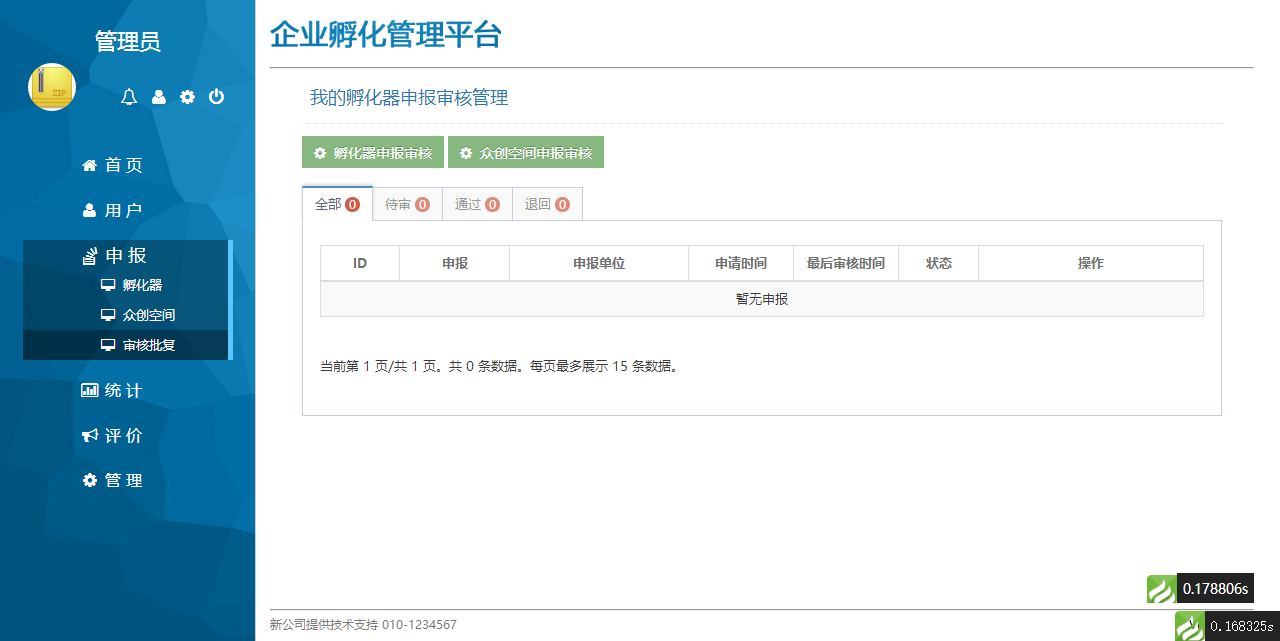 管理员
ZIP
首 页
用 户
申 报
孵化器
众创空间
审核批复
统 计
评 价
管 理
企业孵化管理平台
我的孵化器申报审核管理
孵化器申报审核 众创空间申报审核
全部 0 待审 0 通过 0 退回 0
ID 申报 申报单位 申请时间 最后审核时间 状态 操作
暂无申报
当前第 1 页/共 1 页。共 0 条数据。每页最多展示 15 条数据。
0.178806s
新公司提供技术支持 010-1234567
0.168325s